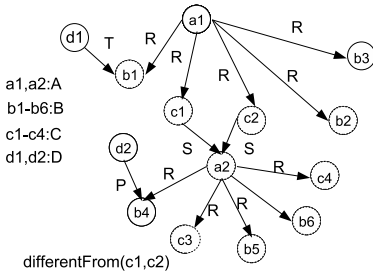 a1
d1
T
R
R
R
b3
b1
R
R
a1,a2:A
b1-b6:B
c1
c2
b2
c1-c4:C
d1,d2:D
d2
S
S
a2
R
c4
P
R
b4
R
R
R
b6
c3
b5
differentFrom(c1,c2)